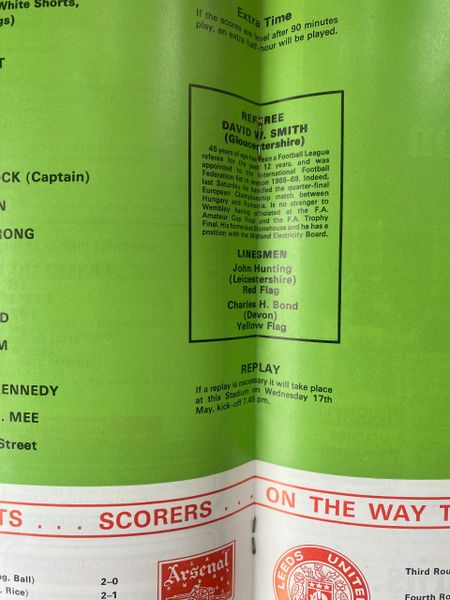 White Shorts,
gs)
T
OCK (Captain)
N
RONG
D
M
KENNEDY
. MEE
Street
Extra Time
If the scores are level after 90 minutes
play, an extra half-hour will be played.
REFEREE
DAVID W. SMITH
(Gloucestershire)
45 years of age has been a Football League
referee for the past 12 years, and was
appointed to the International Football
Federation list in season 1968-69. Indeed,
last Saturday he handled the quarter-final
European Championship match between
Hungary and Rumania. Is no stranger to
Wembley having officiated at the F.A.
Amateur Cup Final and the F.A. Trophy
Final. His home is at Stonehouse and he has a
position with the Midland Electricity Board.
LINESMEN
John Hunting
(Leicestershire)
Red Flag
Charles H. Bond
(Devon)
Yellow Flag
REPLAY
If a replay is necessary it will take place
at this Stadium on Wednesday 17th
May, kick-off 7.45 pm.
TS . . . SCORERS . . . ON THE WAY T
og. Ball) 2–0
. Rice) 2–1
Arsenal
LEEDS UNITED
Third Rou
Fourth Ro